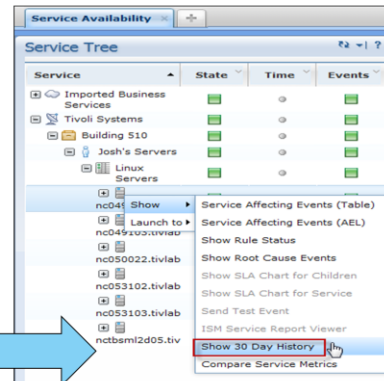 Service Availability
Service Tree
Service State Time Events
Imported Business
Services
Tivoli Systems
Building 510
Josh's Servers
Linux
Servers
Show
Launch to
Service Affecting Events (Table)
Service Affecting Events (AEL)
Show Rule Status
Show Root Cause Events
Show SLA Chart for Children
Show SLA Chart for Service
Send Test Event
ISM Service Report Viewer
Show 30 Day History
Compare Service Metrics
nc049103.tivlab
nc050022.tivlab
nc053102.tivlab
nc053103.tivlab
nctbsml2d05.tiv